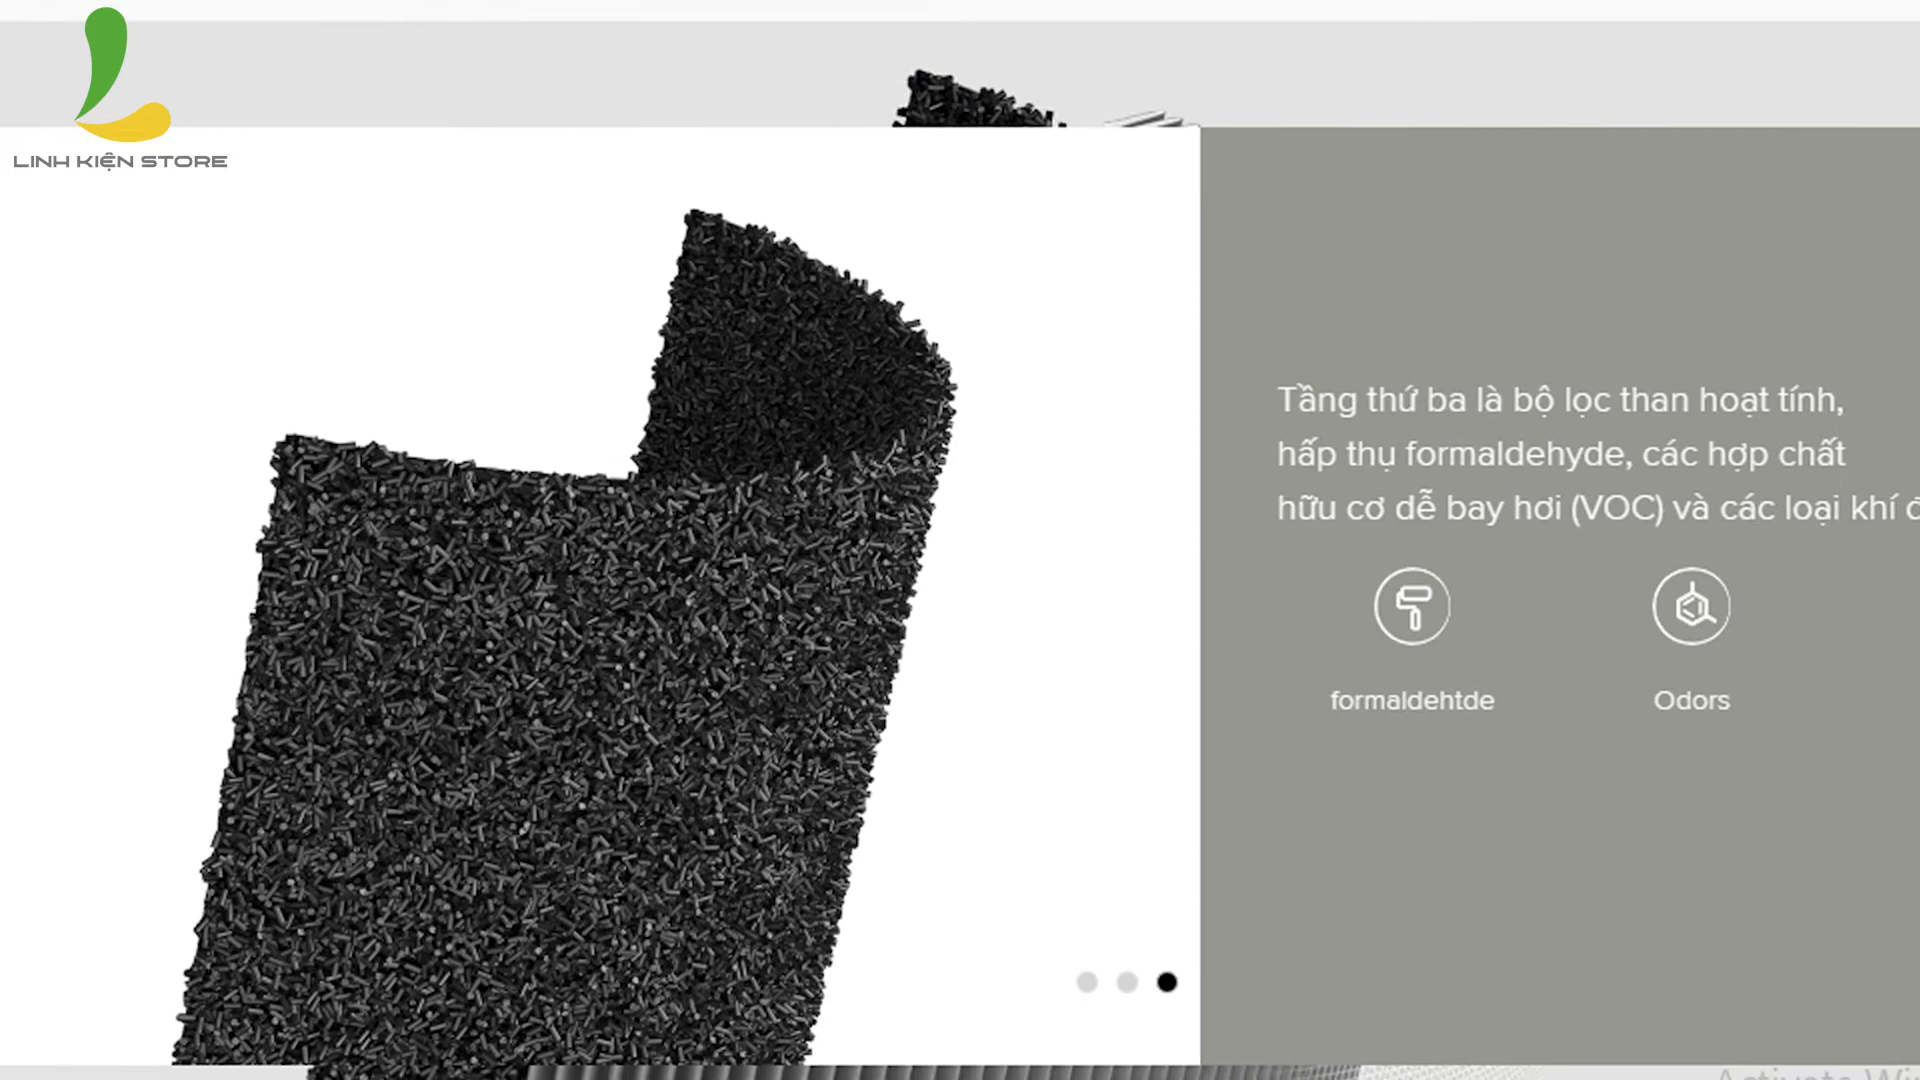 LINH KIỆN STORE
Tầng thứ ba là bộ lọc than hoạt tính,
hấp thụ formaldehyde, các hợp chất
hữu cơ dễ bay hơi (VOC) và các loại khí
formaldehtde
Odors